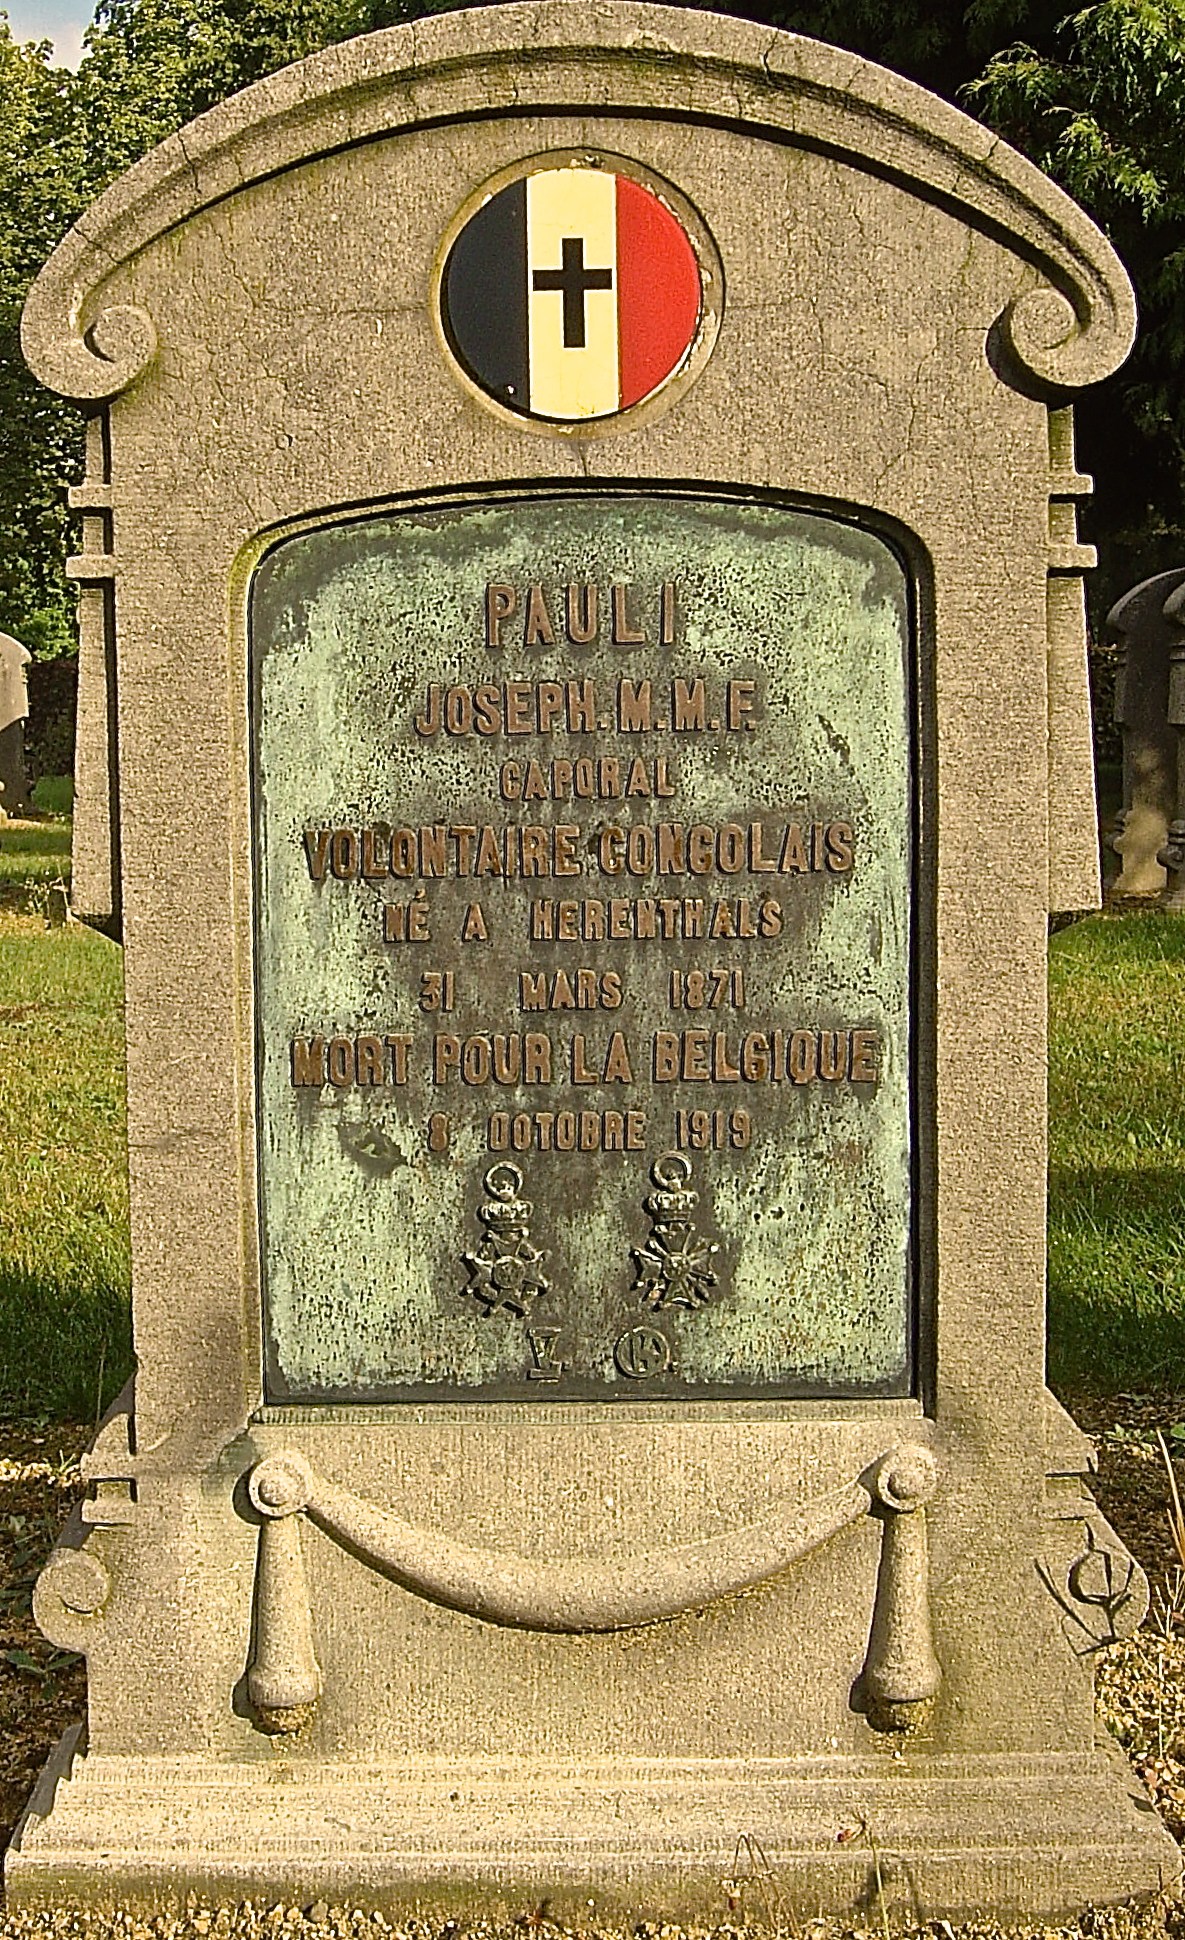 PAULI
JOSEPH.M.M.F.
CAPORAL
VOLONTAIRE CONGOLAIS
NÉ A HERENTHALS
31 MARS 1871
MORT POUR LA BELGIQUE
8 OCTOBRE 1919